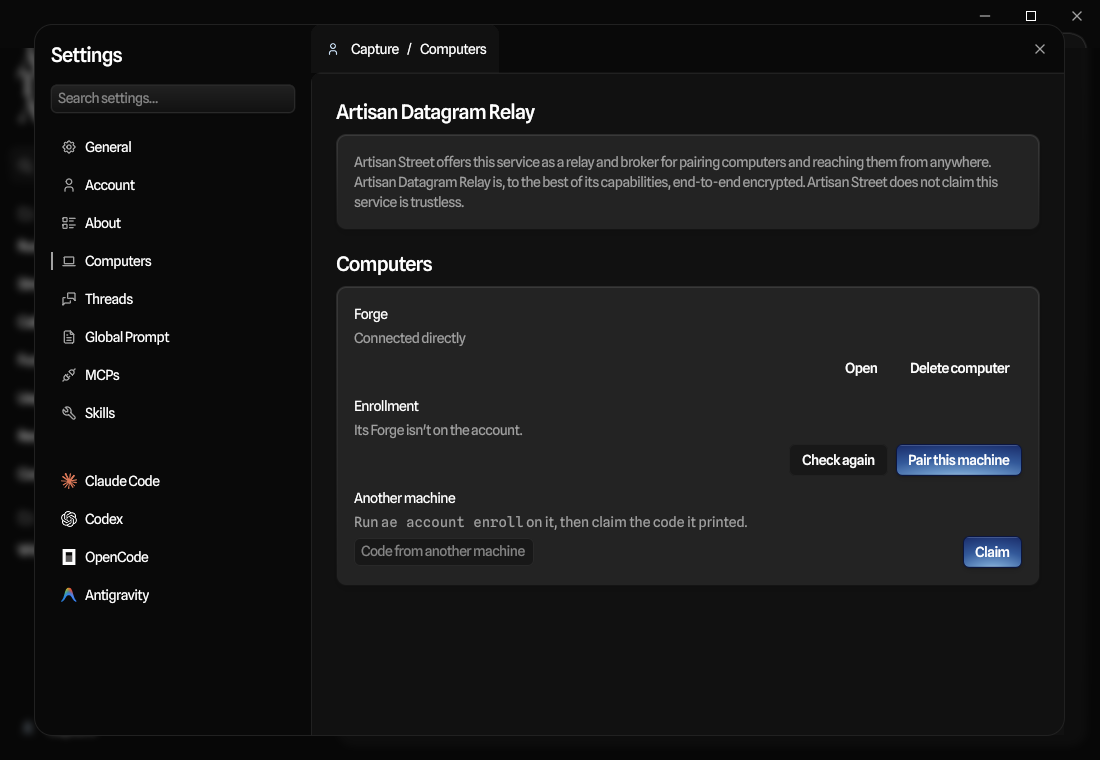 Settings
Search settings...
General
Account
About
Computers
Threads
Global Prompt
MCPs
Skills
Claude Code
Codex
OpenCode
Antigravity
Capture / Computers
Artisan Datagram Relay
Artisan Street offers this service as a relay and broker for pairing computers and reaching them from anywhere.
Artisan Datagram Relay is, to the best of its capabilities, end-to-end encrypted. Artisan Street does not claim this
service is trustless.
Computers
Forge
Connected directly
Open Delete computer
Enrollment
Its Forge isn't on the account.
Check again Pair this machine
Another machine
Run ae account enroll on it, then claim the code it printed.
Code from another machine Claim